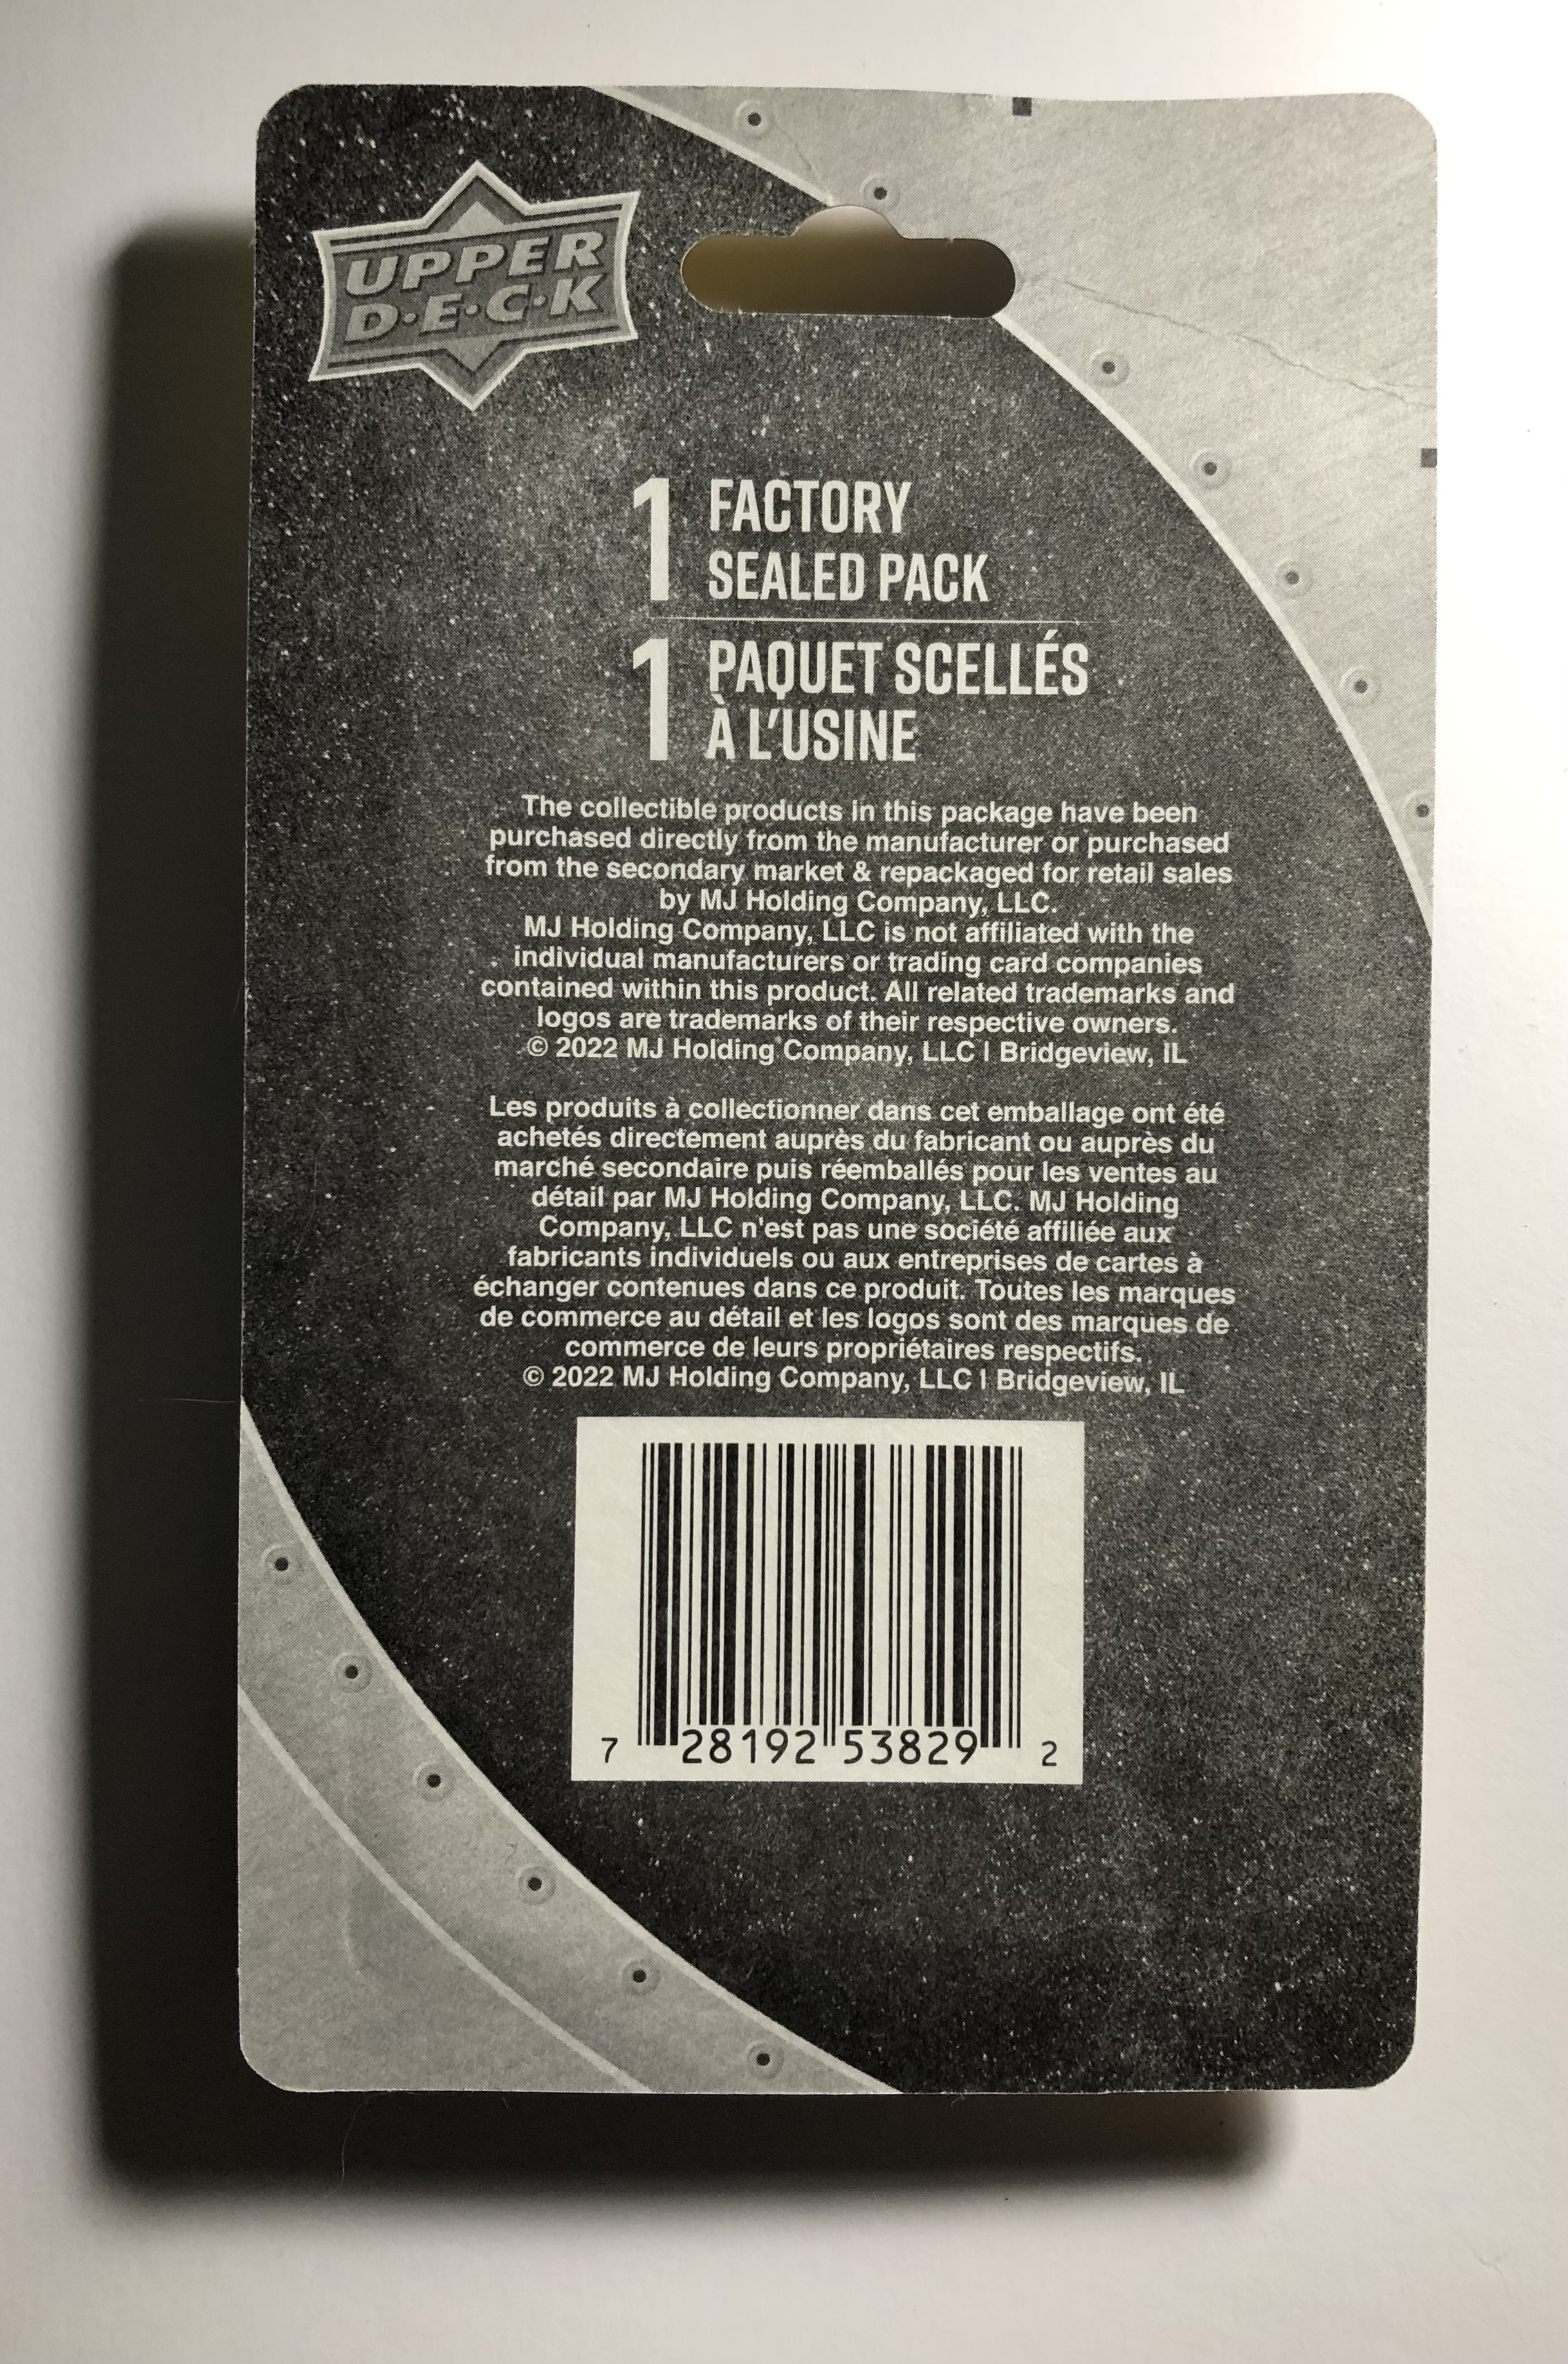 UPPER
D·E·C·K
1 FACTORY
SEALED PACK
1 PAQUET SCELLÉS
À L'USINE
The collectible products in this package have been
purchased directly from the manufacturer or purchased
from the secondary market & repackaged for retail sales
by MJ Holding Company, LLC.
MJ Holding Company, LLC is not affiliated with the
individual manufacturers or trading card companies
contained within this product. All related trademarks and
logos are trademarks of their respective owners.
© 2022 MJ Holding Company, LLC | Bridgeview, IL
Les produits à collectionner dans cet emballage ont été
achetés directement auprès du fabricant ou auprès du
marché secondaire puis réemballés pour les ventes au
détail par MJ Holding Company, LLC. MJ Holding
Company, LLC n'est pas une société affiliée aux
fabricants individuels ou aux entreprises de cartes à
échanger contenues dans ce produit. Toutes les marques
de commerce au détail et les logos sont des marques de
commerce de leurs propriétaires respectifs.
© 2022 MJ Holding Company, LLC | Bridgeview, IL
7 28192 53829 2